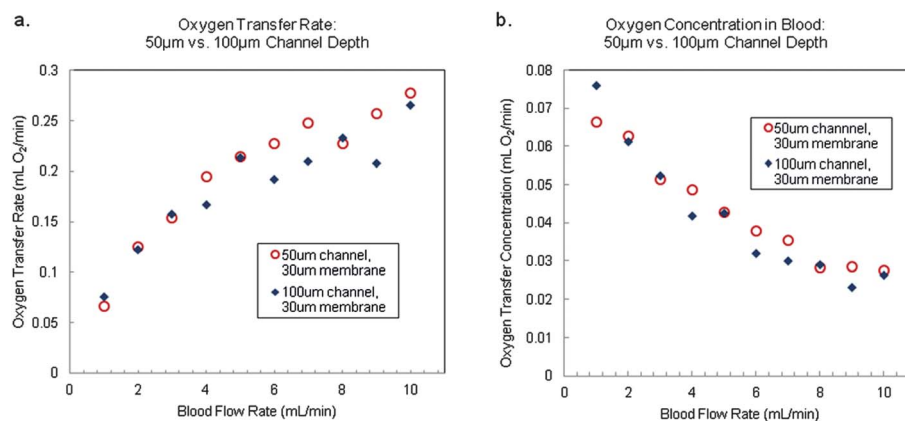 a.
Oxygen Transfer Rate:
50µm vs. 100µm Channel Depth
Oxygen Transfer Rate (mL O₂/min)
0.3
0.25
0.2
0.15
0.1
0.05
0
0 2 4 6 8 10
Blood Flow Rate (mL/min)
50um channel,
30um membrane
100um channel,
30um membrane
b.
Oxygen Concentration in Blood:
50µm vs. 100µm Channel Depth
Oxygen Transfer Concentration (mL O₂/min)
0.08
0.07
0.06
0.05
0.04
0.03
0.02
0.01
0
0 2 4 6 8 10
Blood Flow Rate (mL/min)
50um channnel,
30um membrane
100um channel,
30um membrane